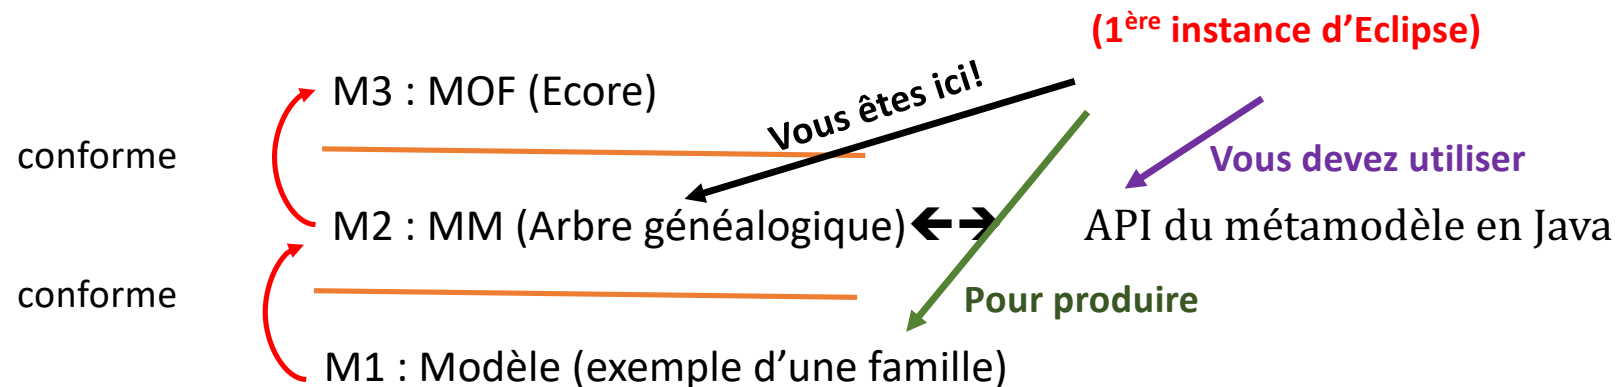 (1ère instance d’Eclipse)
M3 : MOF (Ecore)
Vous êtes ici!
conforme
Vous devez utiliser
M2 : MM (Arbre généalogique)
API du métamodèle en Java
conforme
Pour produire
M1 : Modèle (exemple d’une famille)